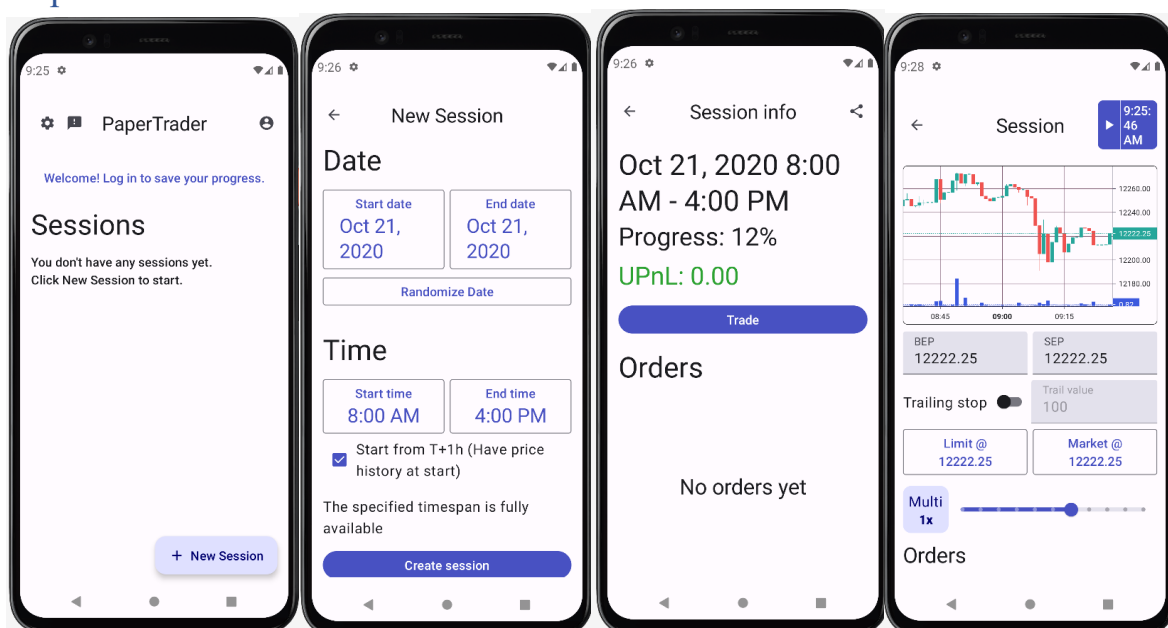 9:25
PaperTrader
Welcome! Log in to save your progress.
Sessions
You don't have any sessions yet.
Click New Session to start.
+ New Session
9:26
New Session
Date
Start date
Oct 21,
2020
End date
Oct 21,
2020
Randomize Date
Time
Start time
8:00 AM
End time
4:00 PM
Start from T+1h (Have price
history at start)
The specified timespan is fully
available
Create session
9:26
Session info
Oct 21, 2020 8:00
AM - 4:00 PM
Progress: 12%
UPnL: 0.00
Trade
Orders
No orders yet
9:28
Session
9:25:
46
AM
12260.00
12240.00
12222.25
12200.00
12180.00
0.82
08:45
09:00
09:15
BEP
12222.25
SEP
12222.25
Trailing stop
Trail value
100
Limit @
12222.25
Market @
12222.25
Multi
1x
Orders